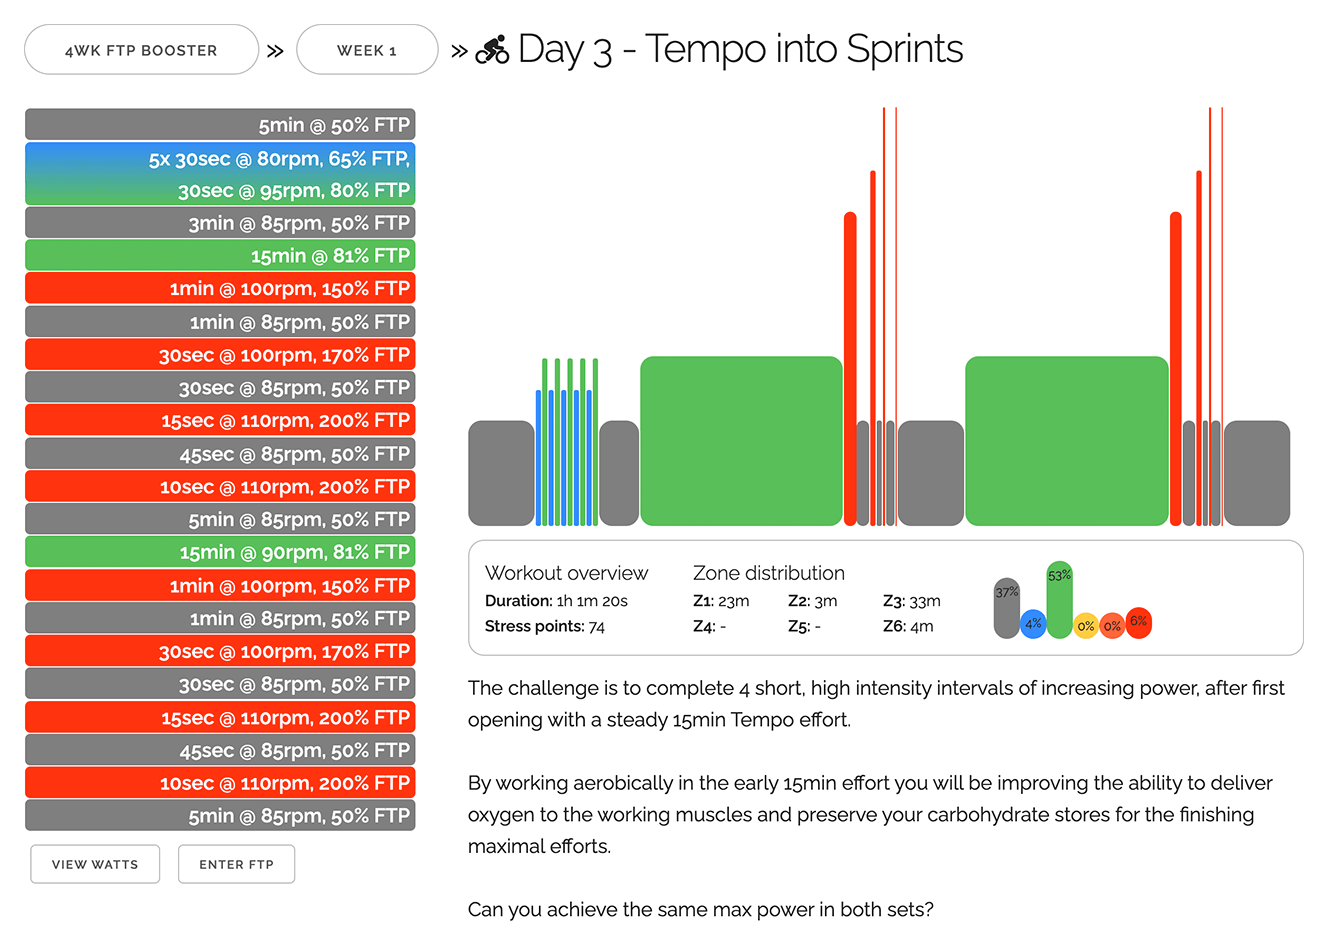 4WK FTP BOOSTER » WEEK 1 » Day 3 - Tempo into Sprints
5min @ 50% FTP
5x 30sec @ 80rpm, 65% FTP,
30sec @ 95rpm, 80% FTP
3min @ 85rpm, 50% FTP
15min @ 81% FTP
1min @ 100rpm, 150% FTP
1min @ 85rpm, 50% FTP
30sec @ 100rpm, 170% FTP
30sec @ 85rpm, 50% FTP
15sec @ 110rpm, 200% FTP
45sec @ 85rpm, 50% FTP
10sec @ 110rpm, 200% FTP
5min @ 85rpm, 50% FTP
15min @ 90rpm, 81% FTP
1min @ 100rpm, 150% FTP
1min @ 85rpm, 50% FTP
30sec @ 100rpm, 170% FTP
30sec @ 85rpm, 50% FTP
15sec @ 110rpm, 200% FTP
45sec @ 85rpm, 50% FTP
10sec @ 110rpm, 200% FTP
5min @ 85rpm, 50% FTP
VIEW WATTS ENTER FTP
Workout overview
Duration: 1h 1m 20s
Stress points: 74
Zone distribution
Z1: 23m Z2: 3m Z3: 33m
Z4: - Z5: - Z6: 4m
37% 4% 53% 0% 0% 6%
The challenge is to complete 4 short, high intensity intervals of increasing power, after first
opening with a steady 15min Tempo effort.
By working aerobically in the early 15min effort you will be improving the ability to deliver
oxygen to the working muscles and preserve your carbohydrate stores for the finishing
maximal efforts.
Can you achieve the same max power in both sets?